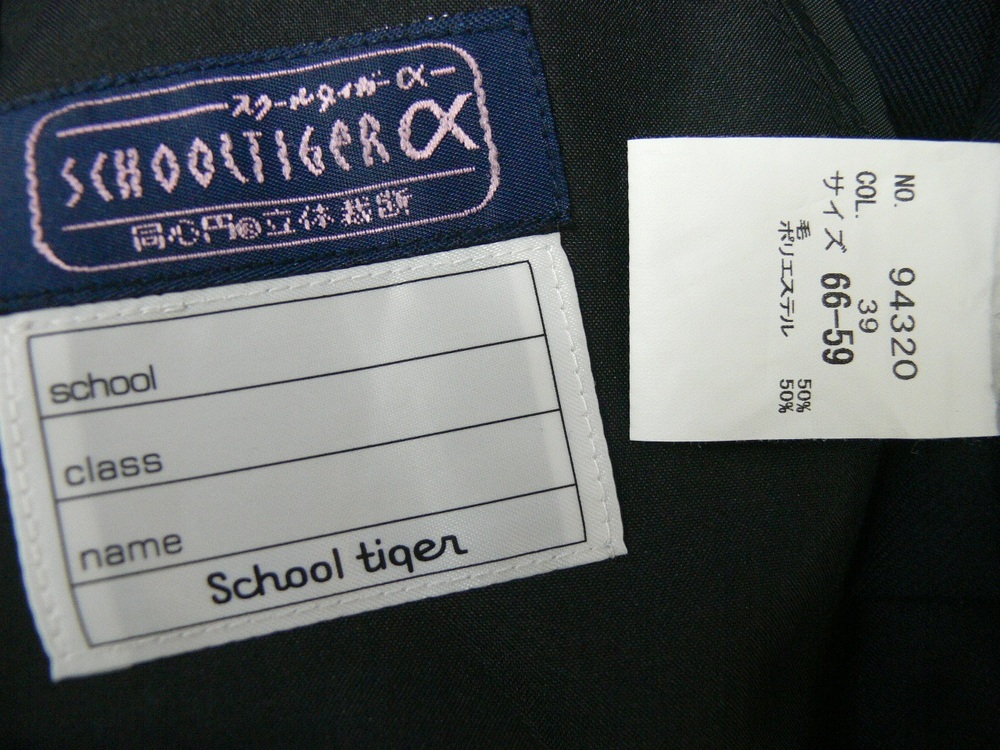 スクールタイガーα
SCHOOLTIGER α
同心円の立体裁断
school
class
name
School tiger
NO. 94320
COL. 39
サイズ 66-59
毛 50%
ポリエステル 50%